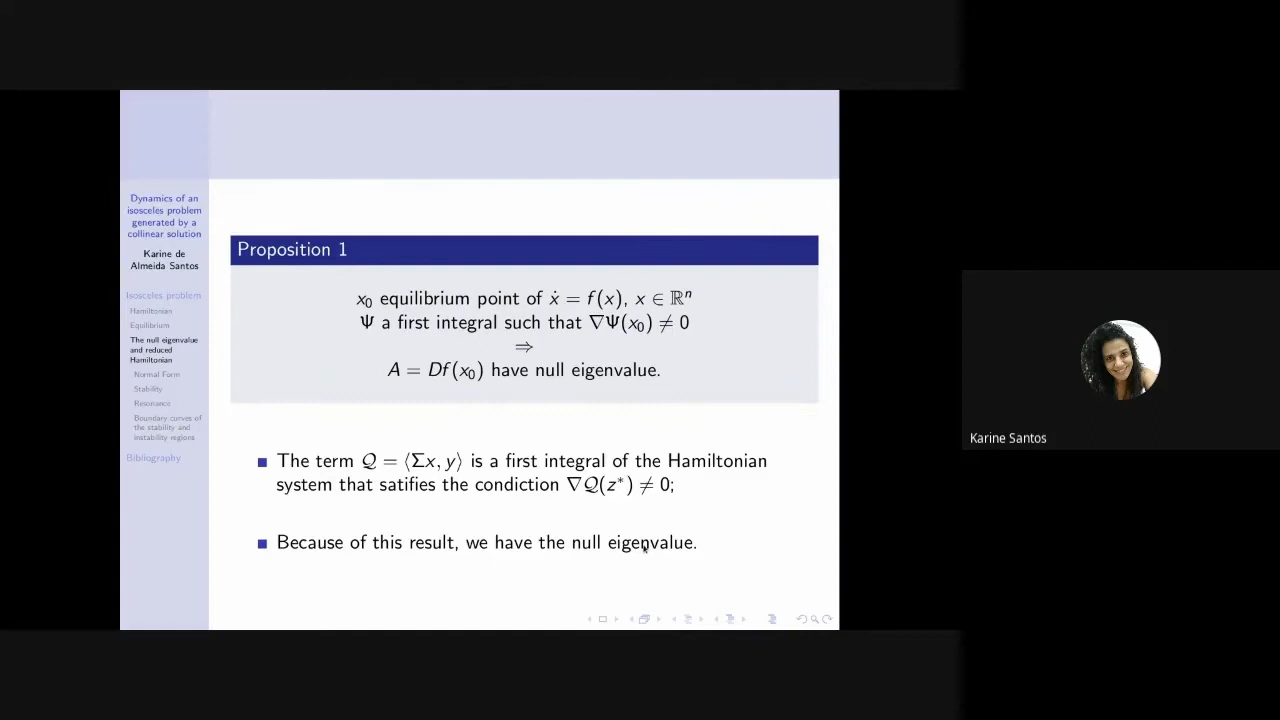 Dynamics of an
isosceles problem
generated by a
collinear solution
Karine de
Almeida Santos
Isosceles problem
Hamiltonian
Equilibrium
The null eigenvalue
and reduced
Hamiltonian
Normal Form
Stability
Resonance
Boundary curves of
the stability and
instability regions
Bibliography
Proposition 1
x₀ equilibrium point of ẋ = f(x), x ∈ ℝⁿ
Ψ a first integral such that ∇Ψ(x₀) ≠ 0
⇒
A = Df(x₀) have null eigenvalue.
The term 𝒬 = ⟨Σx, y⟩ is a first integral of the Hamiltonian
system that satifies the condiction ∇𝒬(z*) ≠ 0;
Because of this result, we have the null eigenvalue.
Karine Santos